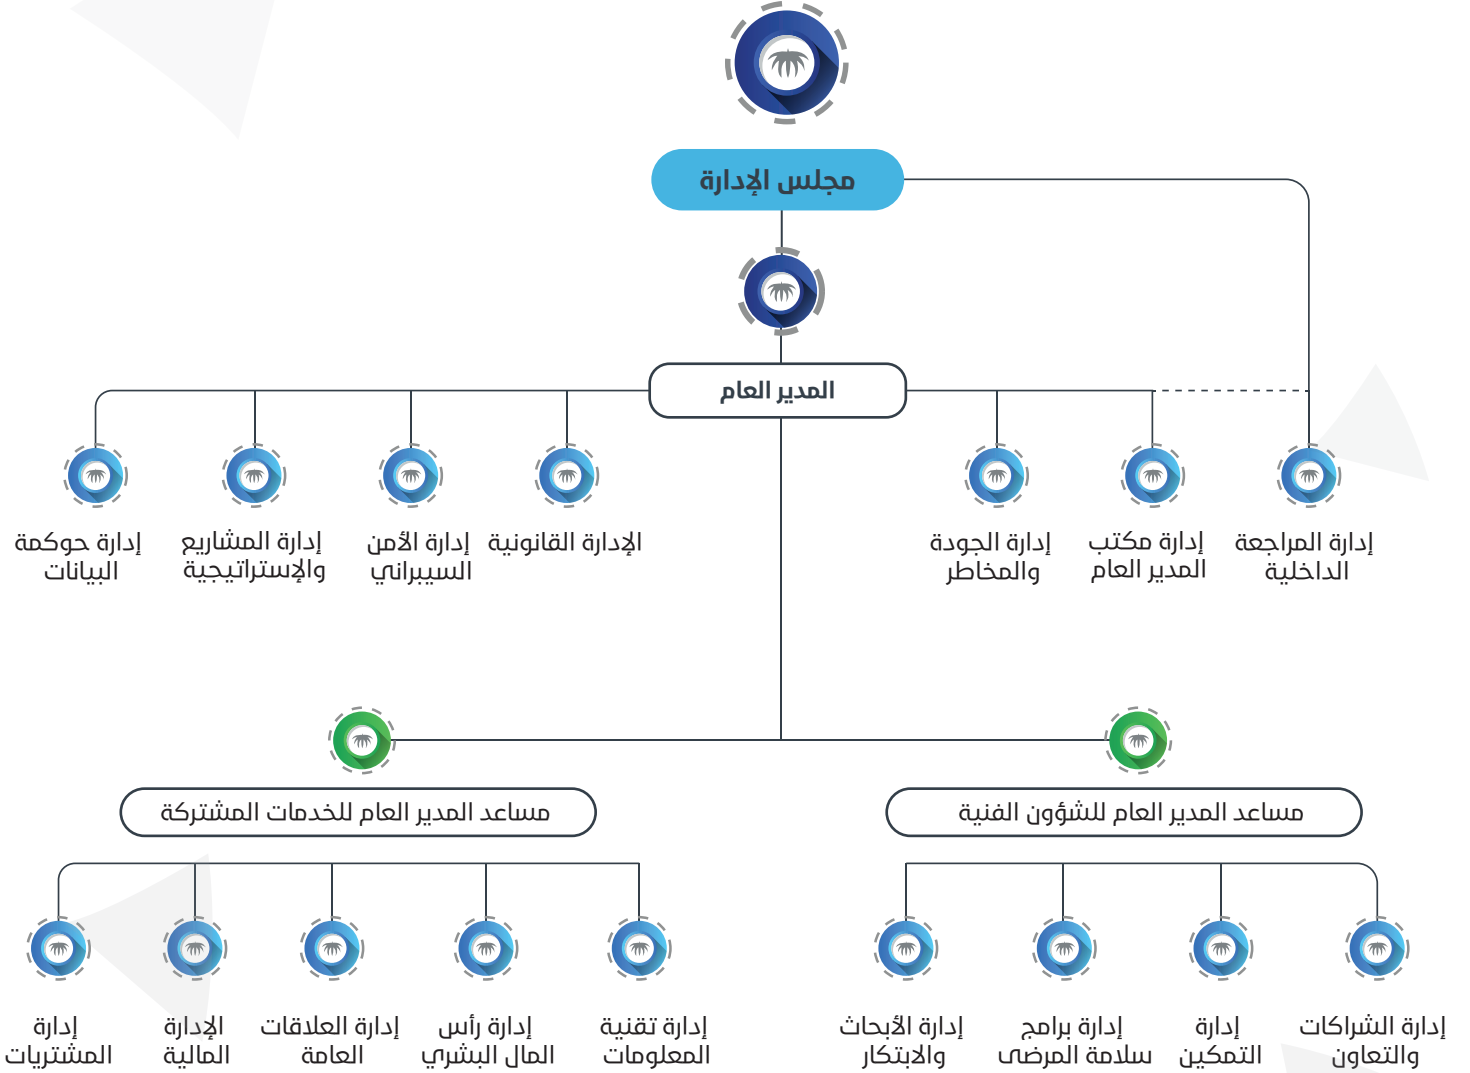 مجلس الإدارة
المدير العام
إدارة المراجعة
الداخلية
إدارة مكتب
المدير العام
إدارة الجودة
والمخاطر
الإدارة القانونية
إدارة الأمن
السيبراني
إدارة المشاريع
والإستراتيجية
إدارة حوكمة
البيانات
مساعد المدير العام للشؤون الفنية
مساعد المدير العام للخدمات المشتركة
إدارة الشراكات
والتعاون
إدارة
التمكين
إدارة برامج
سلامة المرضى
إدارة الأبحاث
والابتكار
إدارة تقنية
المعلومات
إدارة رأس
المال البشري
إدارة العلاقات
العامة
الإدارة
المالية
إدارة
المشتريات